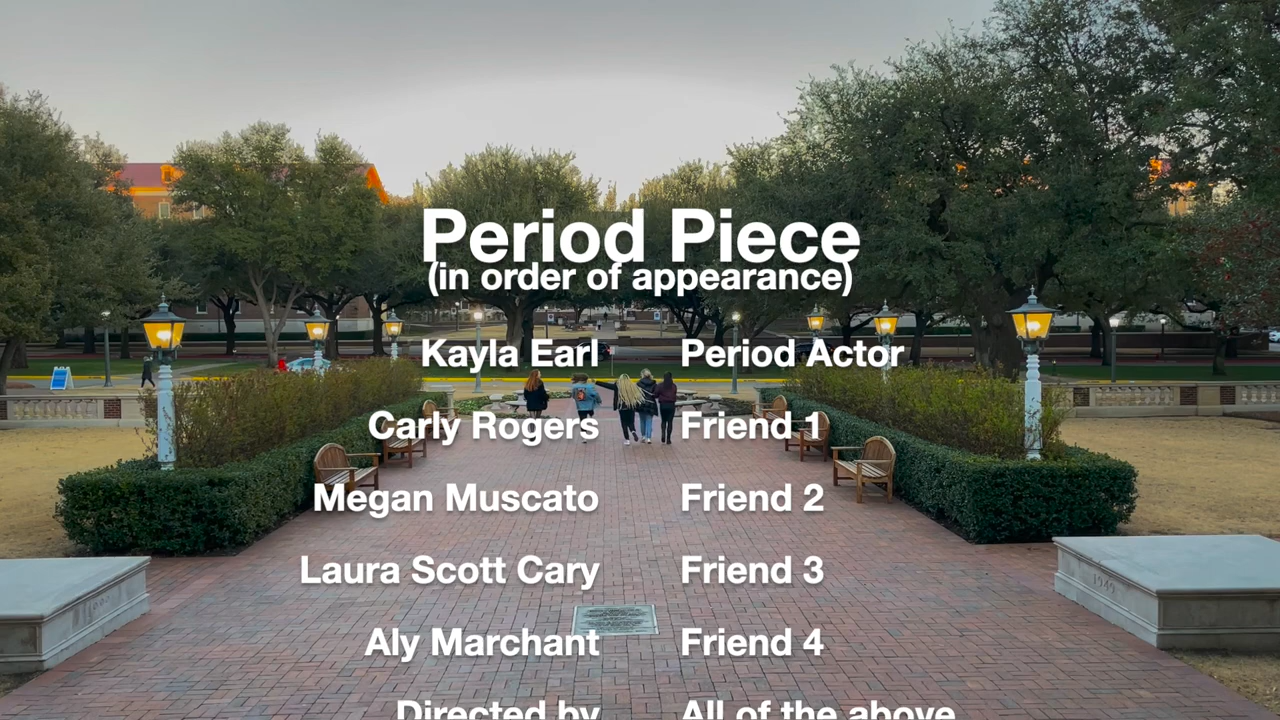 Period Piece
(in order of appearance)
Kayla Earl Period Actor
Carly Rogers Friend 1
Megan Muscato Friend 2
Laura Scott Cary Friend 3
Aly Marchant Friend 4
Directed by All of the above